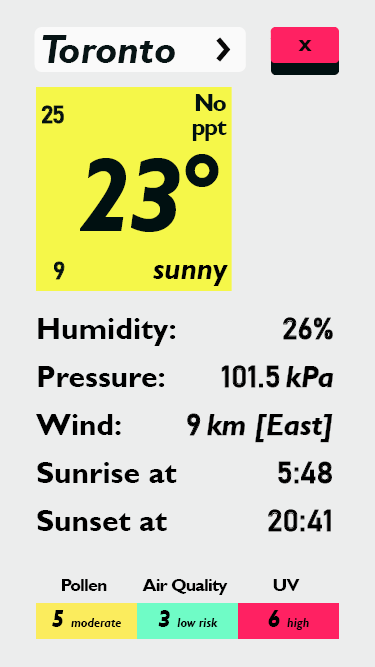 Toronto >
x
25
No
ppt
23°
9
sunny
Humidity: 26%
Pressure: 101.5 kPa
Wind: 9 km [East]
Sunrise at 5:48
Sunset at 20:41
Pollen Air Quality UV
5 moderate 3 low risk 6 high